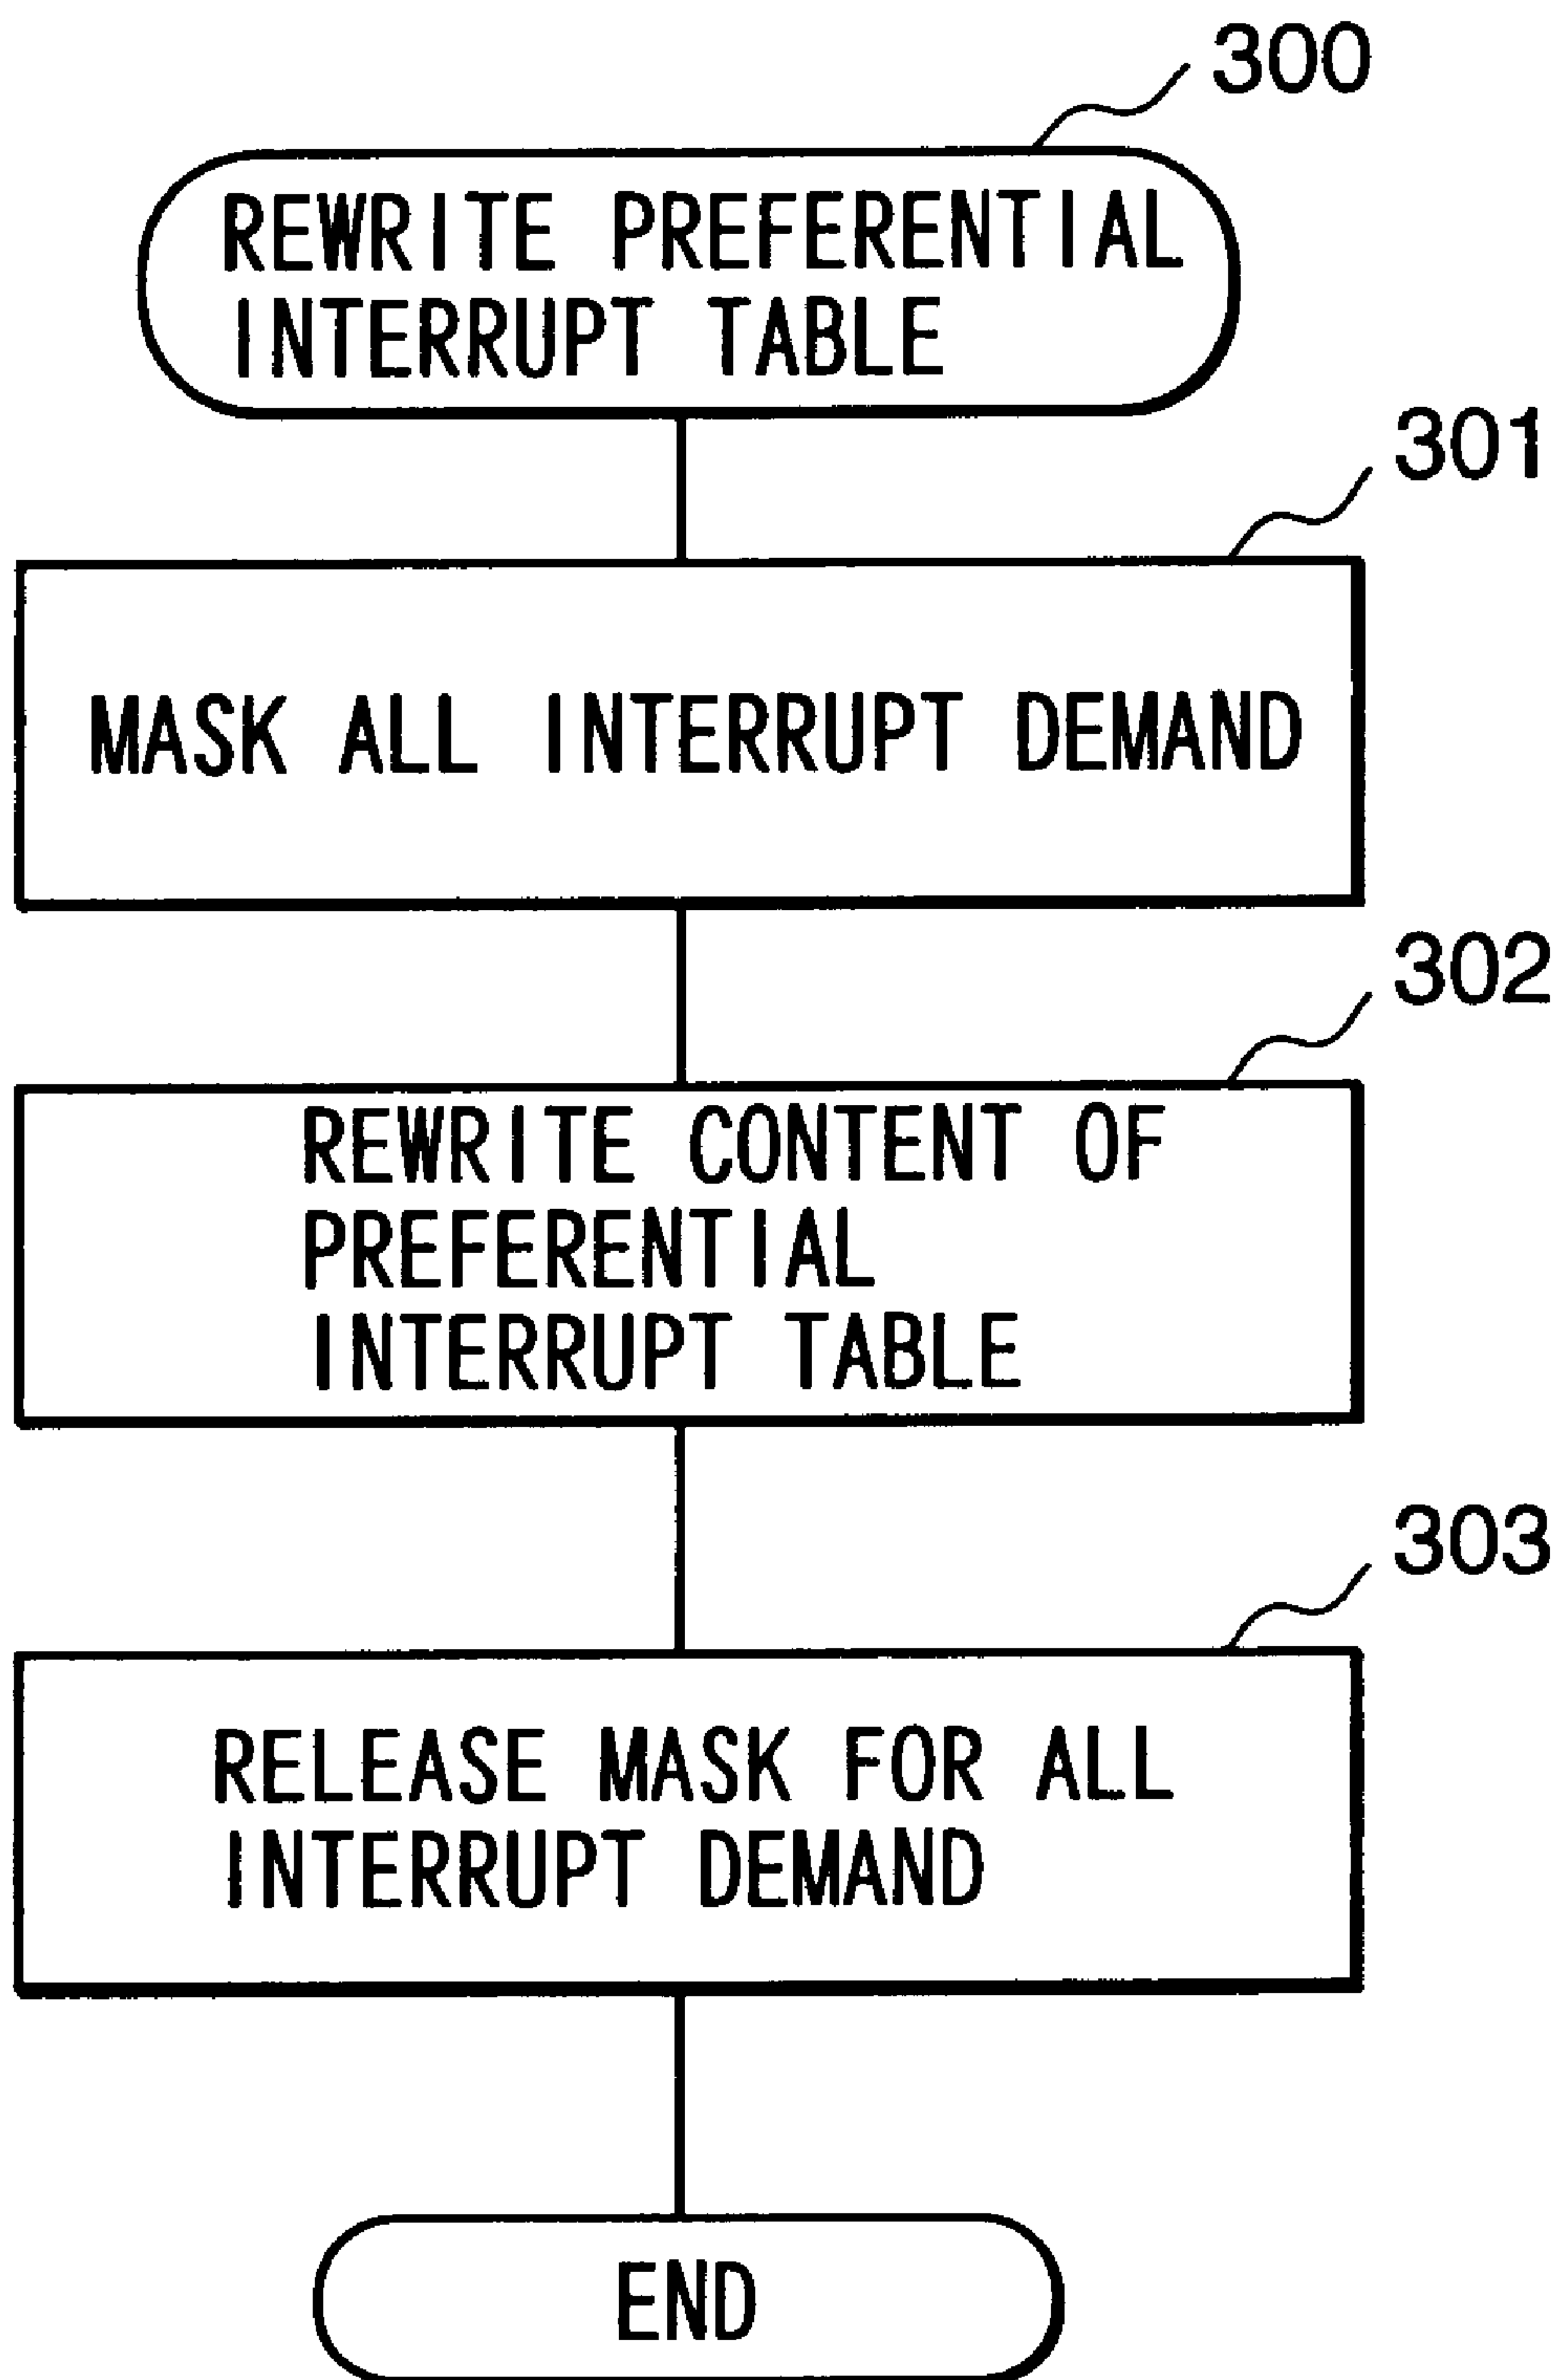 300
REWRITE PREFERENTIAL
INTERRUPT TABLE
301
MASK ALL INTERRUPT DEMAND
302
REWRITE CONTENT OF
PREFERENTIAL
INTERRUPT TABLE
303
RELEASE MASK FOR ALL
INTERRUPT DEMAND
END